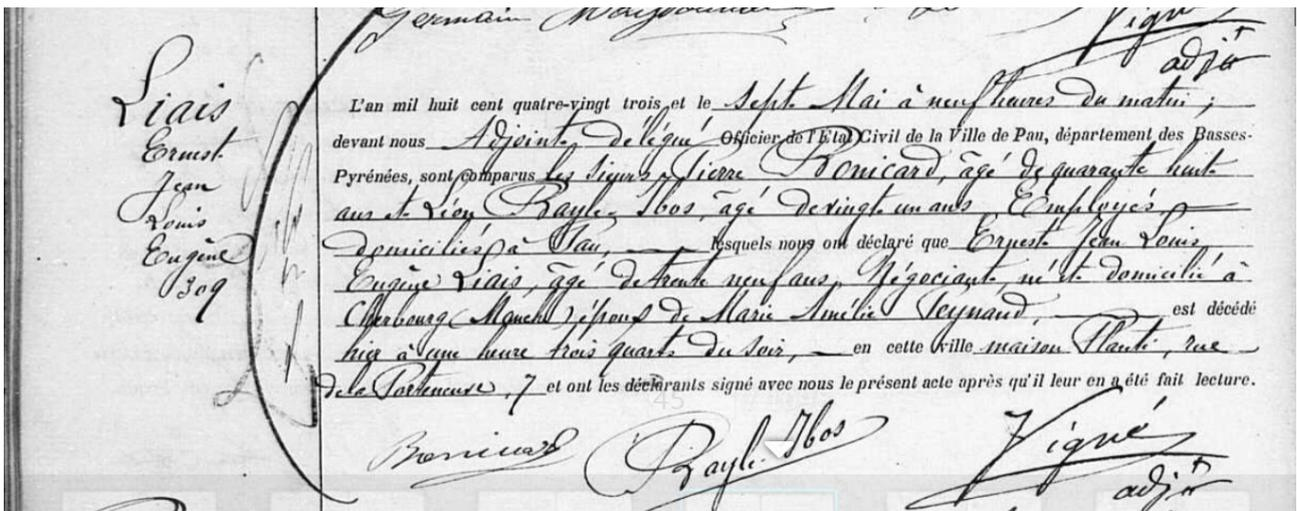 Germain
Vigné
adjt
Liais
Ernest
Jean
Louis
Eugène
309
L'an mil huit cent quatre-vingt trois et le sept Mai à neuf heures du matin ;
devant nous Adjoint délégué Officier de l'Etat Civil de la Ville de Pau, département des Basses-
Pyrénées, sont comparus les sieurs Pierre Bonicard, âgé de quarante huit
ans et Léon Bayle-Ibos, âgé de vingt un ans, Employés
domiciliés à Pau, lesquels nous ont déclaré que Ernest Jean Louis
Eugène Liais, âgé de trente neuf ans, Négociant, né et domicilié à
Cherbourg (Manche), époux de Marie Amélie Teynaud, est décédé
hier à une heure trois quarts du soir, en cette ville maison Planté, rue
de la Porteneuve, 7 et ont les déclarants signé avec nous le présent acte après qu'il leur en a été fait lecture.
45
Bonicard
Bayle-Ibos
Vigné
adjt